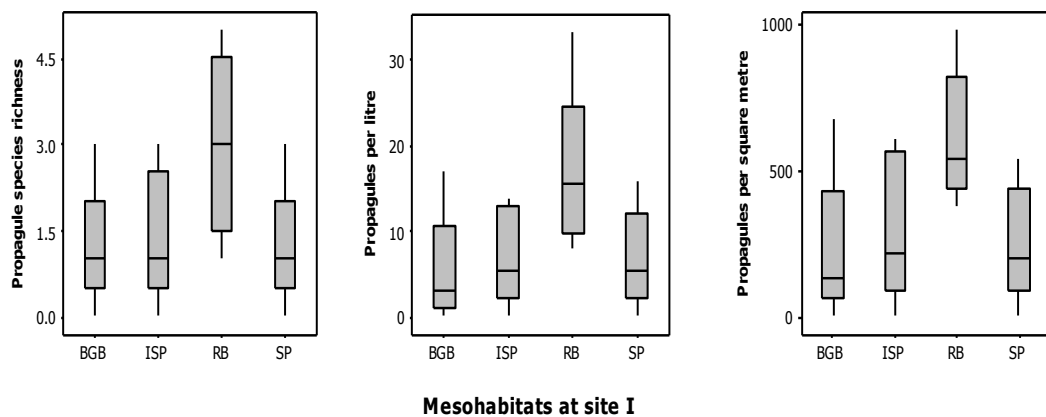 Propagule species richness
4.5
3.0
1.5
0.0
BGB ISP RB SP
Propagules per litre
30
20
10
0
BGB ISP RB SP
Propagules per square metre
1000
500
0
BGB ISP RB SP
Mesohabitats at site I